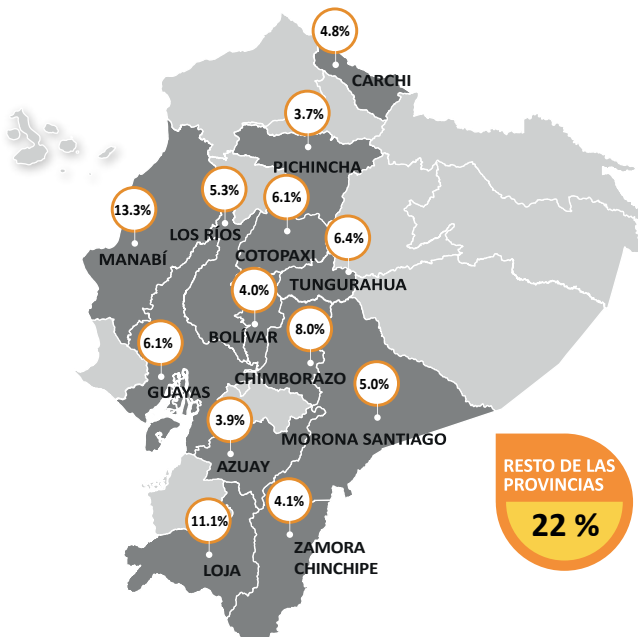 4.8%
CARCHI
3.7%
PICHINCHA
5.3%
LOS RÍOS
6.1%
COTOPAXI
13.3%
MANABÍ
6.4%
TUNGURAHUA
4.0%
BOLÍVAR
8.0%
CHIMBORAZO
6.1%
GUAYAS
5.0%
MORONA SANTIAGO
3.9%
AZUAY
4.1%
ZAMORA
CHINCHIPE
11.1%
LOJA
RESTO DE LAS
PROVINCIAS
22 %